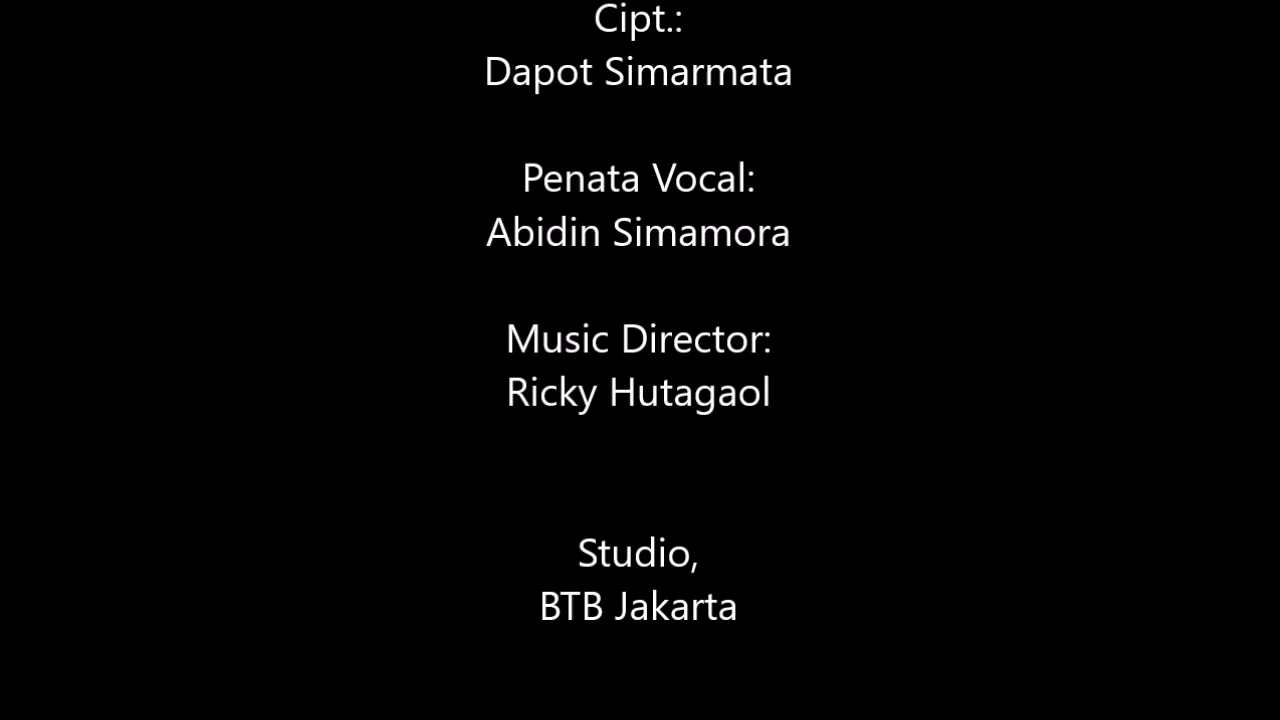 Cipt.:
Dapot Simarmata
Penata Vocal:
Abidin Simamora
Music Director:
Ricky Hutagaol
Studio,
BTB Jakarta